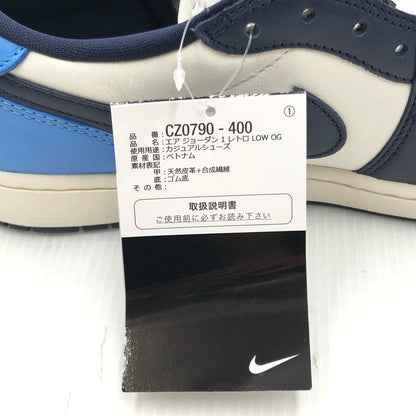 ①
品番:CZ0790 - 400
品名:エア ジョーダン 1 レトロ LOW OG
使用用途:カジュアルシューズ
原産国:ベトナム
素材表記
甲:天然皮革+合成繊維
底:ゴム底
その他:
取扱説明書
ご使用前に必ずお読み下さい